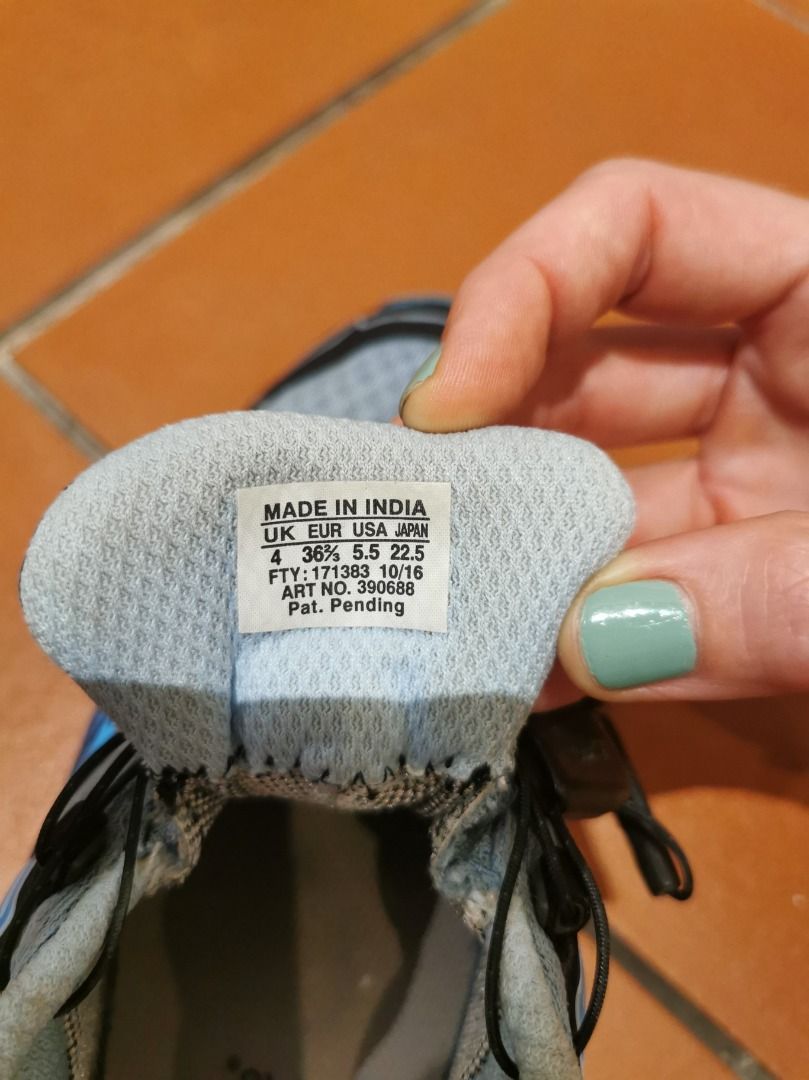 MADE IN INDIA
UK EUR USA JAPAN
4 36⅔ 5.5 22.5
FTY: 171383 10/16
ART NO. 390688
Pat. Pending